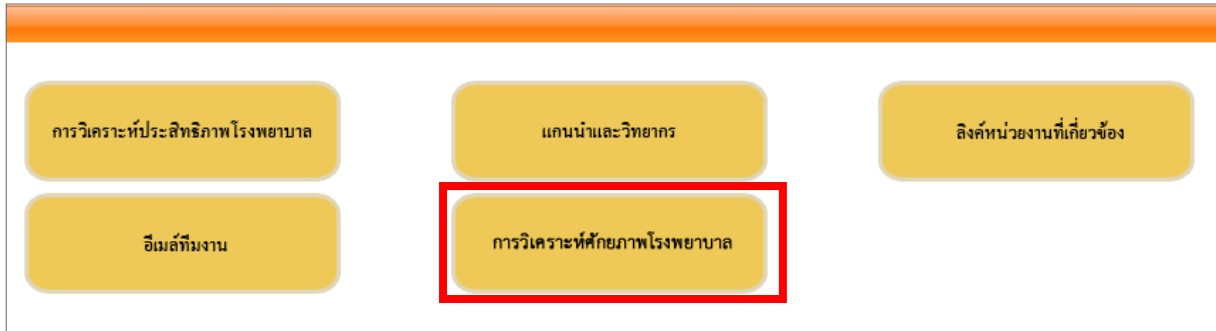 การวิเคราะห์ประสิทธิภาพโรงพยาบาล
แกนนำและวิทยากร
ลิงค์หน่วยงานที่เกี่ยวข้อง
อีเมล์ทีมงาน
การวิเคราะห์ศักยภาพโรงพยาบาล